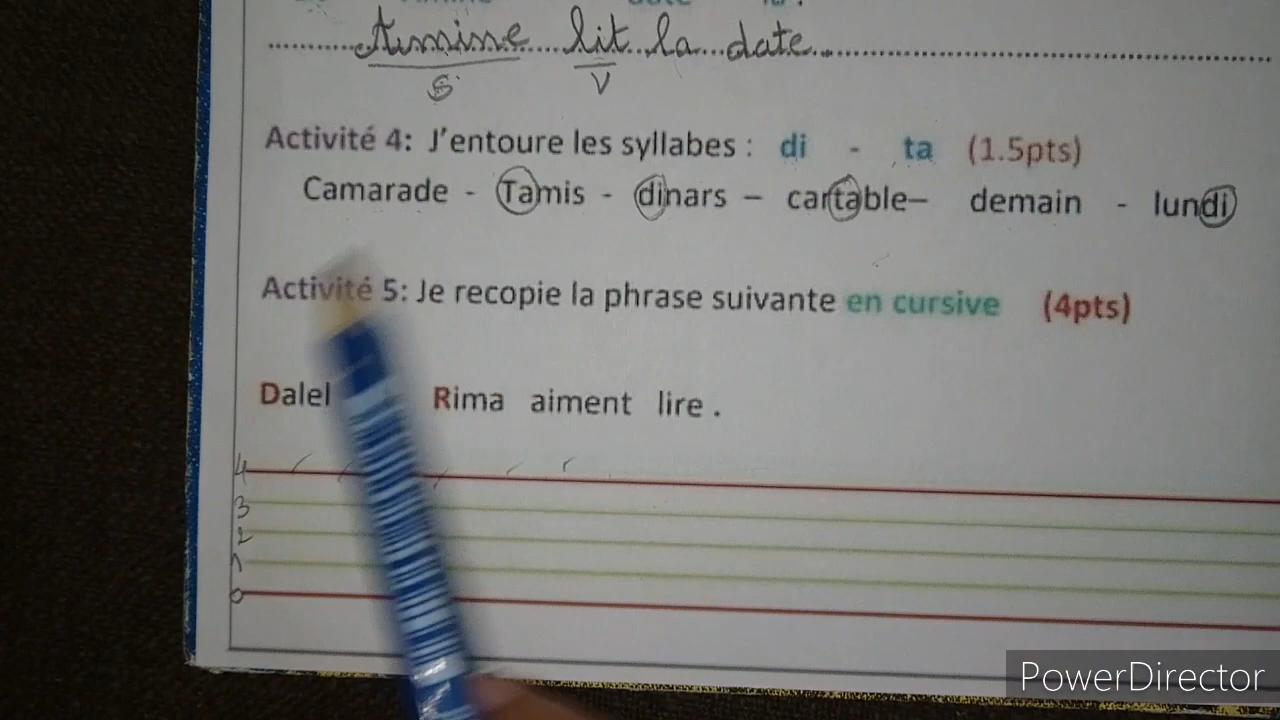 Ammine lit la date.
S V
Activité 4: J'entoure les syllabes : di - ta (1.5pts)
Camarade - Tamis - dinars – cartable– demain - lundi
Activité 5: Je recopie la phrase suivante en cursive (4pts)
Dalel Rima aiment lire .
4
3
2
1
0
PowerDirector